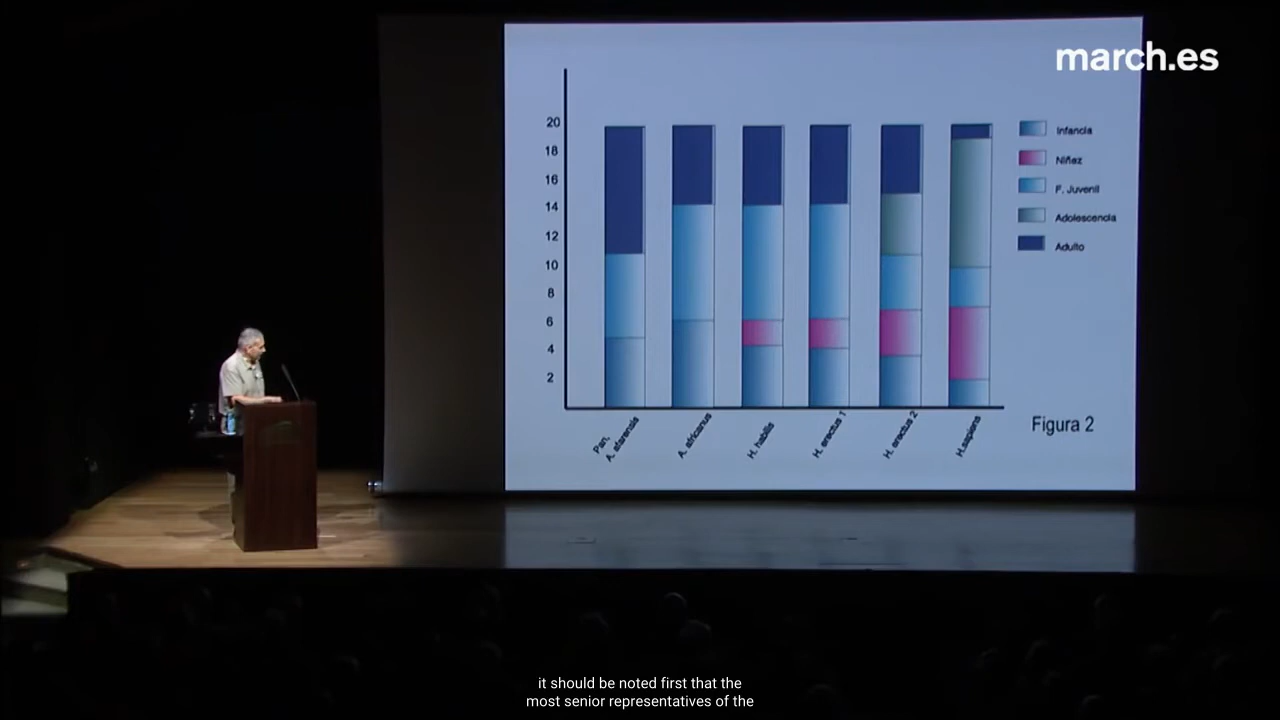 march.es
20
18
16
14
12
10
8
6
4
2
Infancia
Niñez
F. Juvenil
Adolescencia
Adulto
Pan.
A. afarensis
A. africanus
H. habilis
H. erectus 1
H. erectus 2
H.sapiens
Figura 2
it should be noted first that the
most senior representatives of the